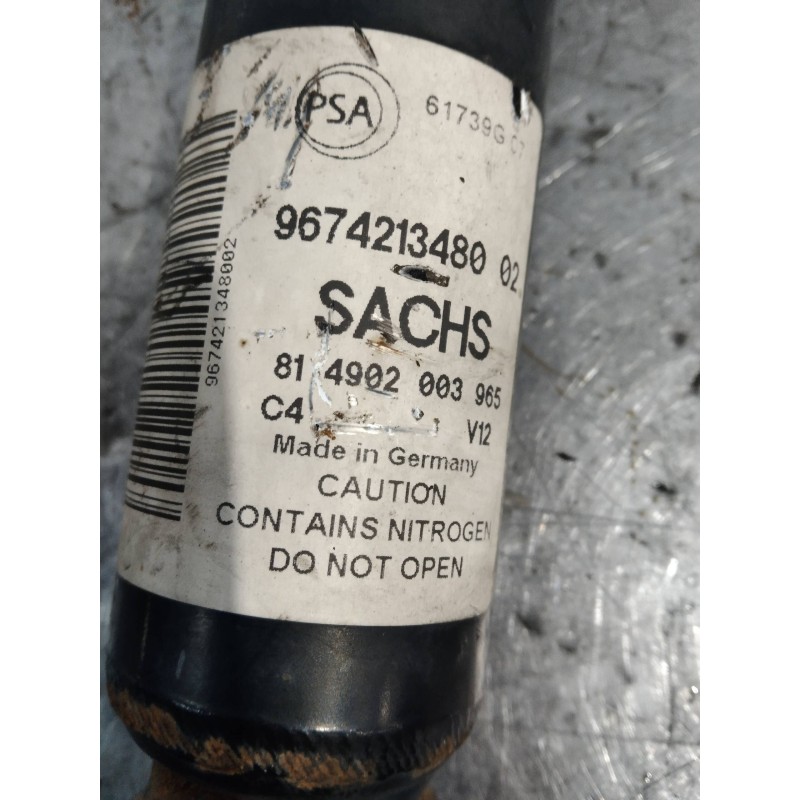 PSA
61739G C7
9674213480 02
967421348002
SACHS
81 4902 003 965
C4 V12
Made in Germany
CAUTION
CONTAINS NITROGEN
DO NOT OPEN